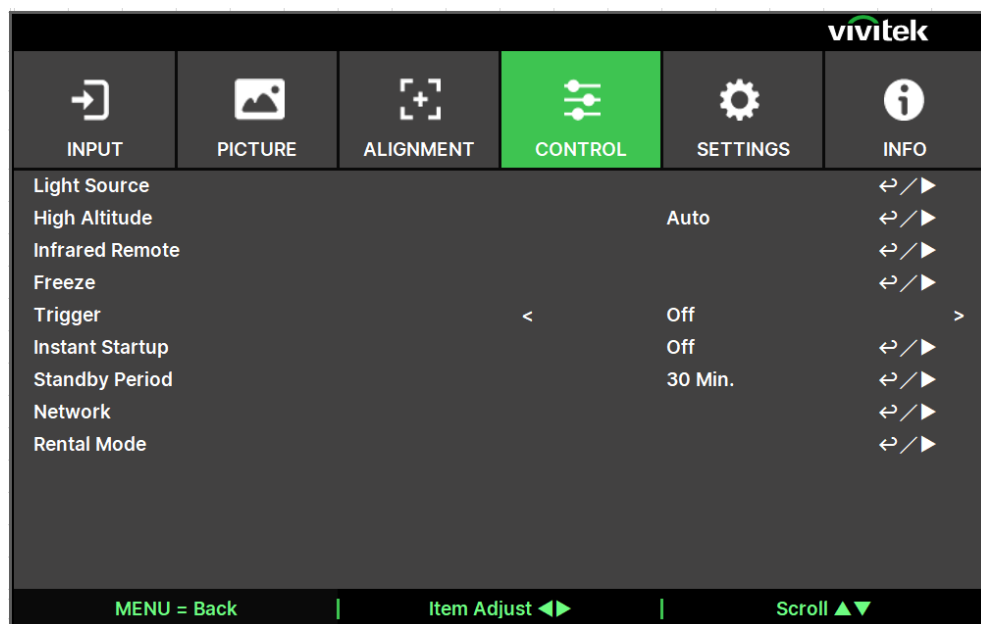 vivitek
INPUT PICTURE ALIGNMENT CONTROL SETTINGS INFO
Light Source ↩/▶
High Altitude Auto ↩/▶
Infrared Remote ↩/▶
Freeze ↩/▶
Trigger < Off >
Instant Startup Off ↩/▶
Standby Period 30 Min. ↩/▶
Network ↩/▶
Rental Mode ↩/▶
MENU = Back | Item Adjust ◀▶ | Scroll ▲▼